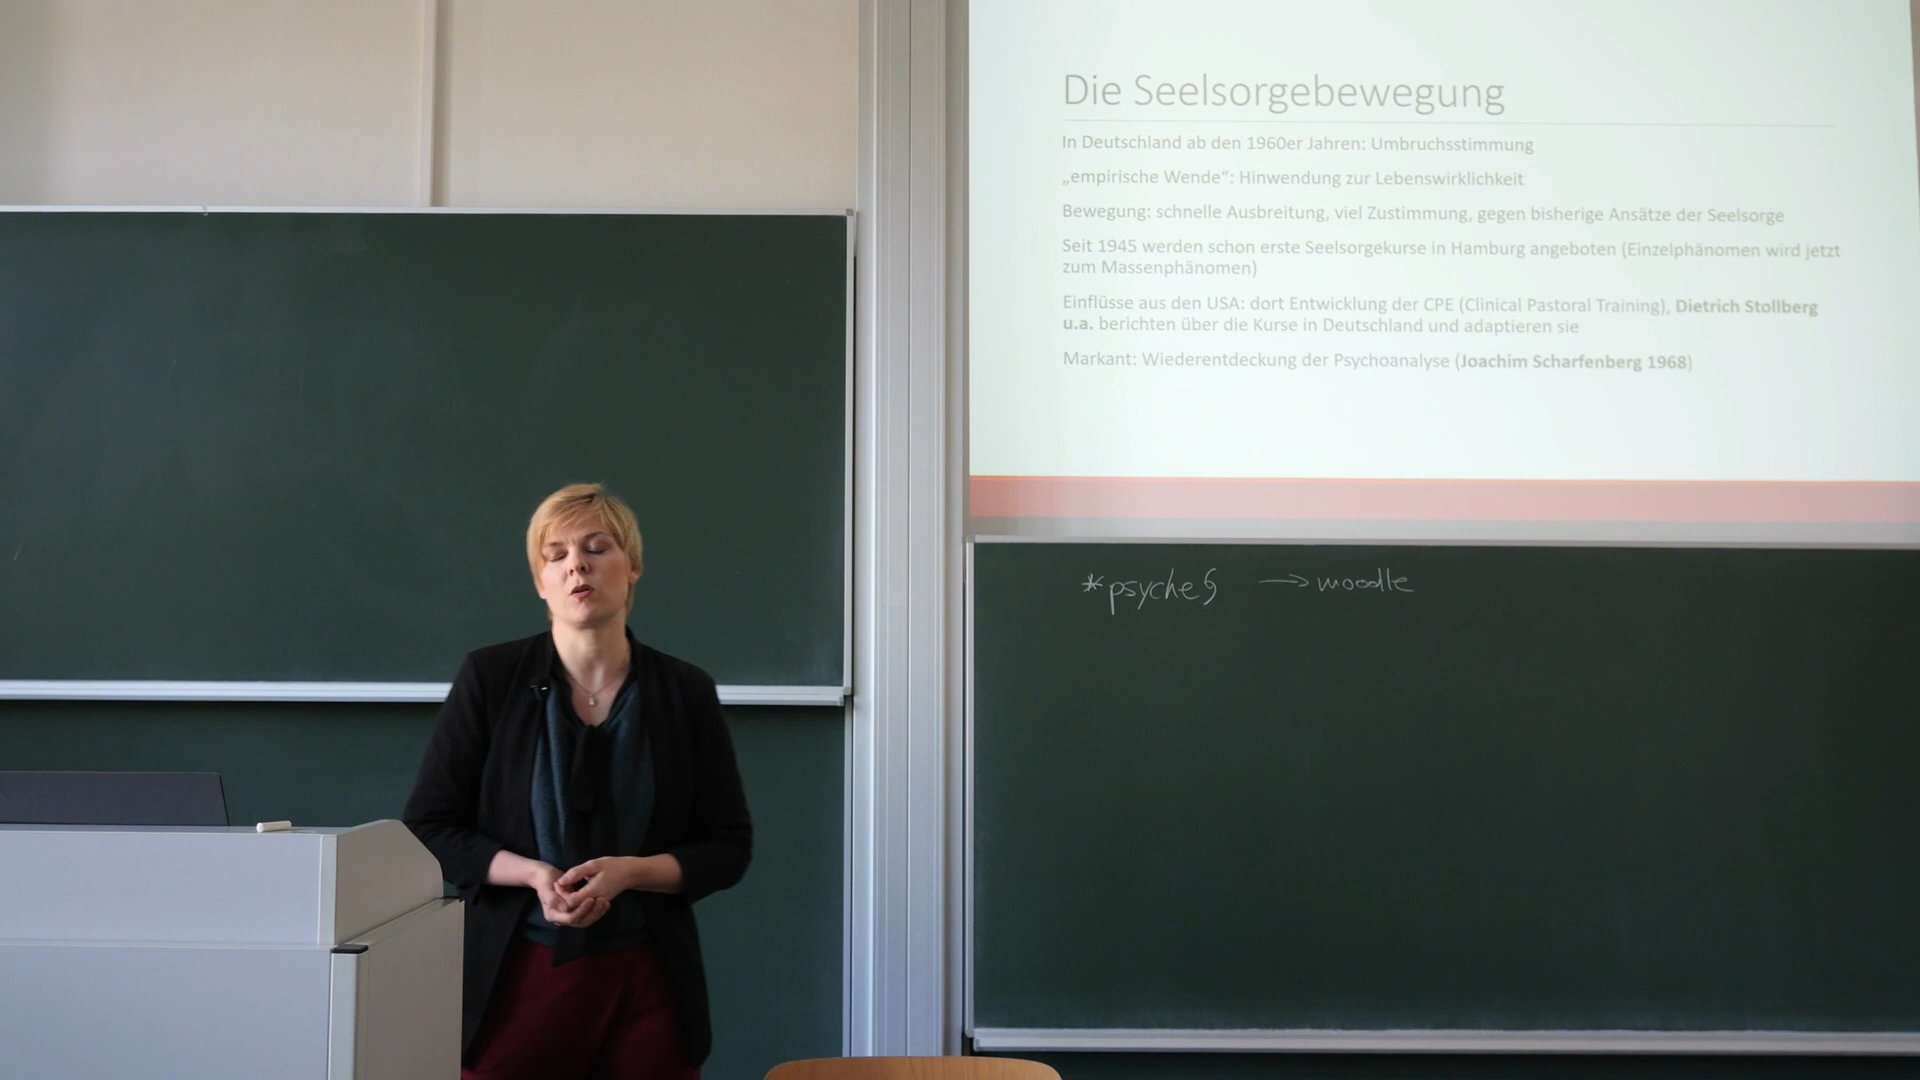 Die Seelsorgebewegung
In Deutschland ab den 1960er Jahren: Umbruchsstimmung
„empirische Wende“: Hinwendung zur Lebenswirklichkeit
Bewegung: schnelle Ausbreitung, viel Zustimmung, gegen bisherige Ansätze der Seelsorge
Seit 1945 werden schon erste Seelsorgekurse in Hamburg angeboten (Einzelphänomen wird jetzt
zum Massenphänomen)
Einflüsse aus den USA: dort Entwicklung der CPE (Clinical Pastoral Training), Dietrich Stollberg
u.a. berichten über die Kurse in Deutschland und adaptieren sie
Markant: Wiederentdeckung der Psychoanalyse (Joachim Scharfenberg 1968)
*psyche§ → moodle